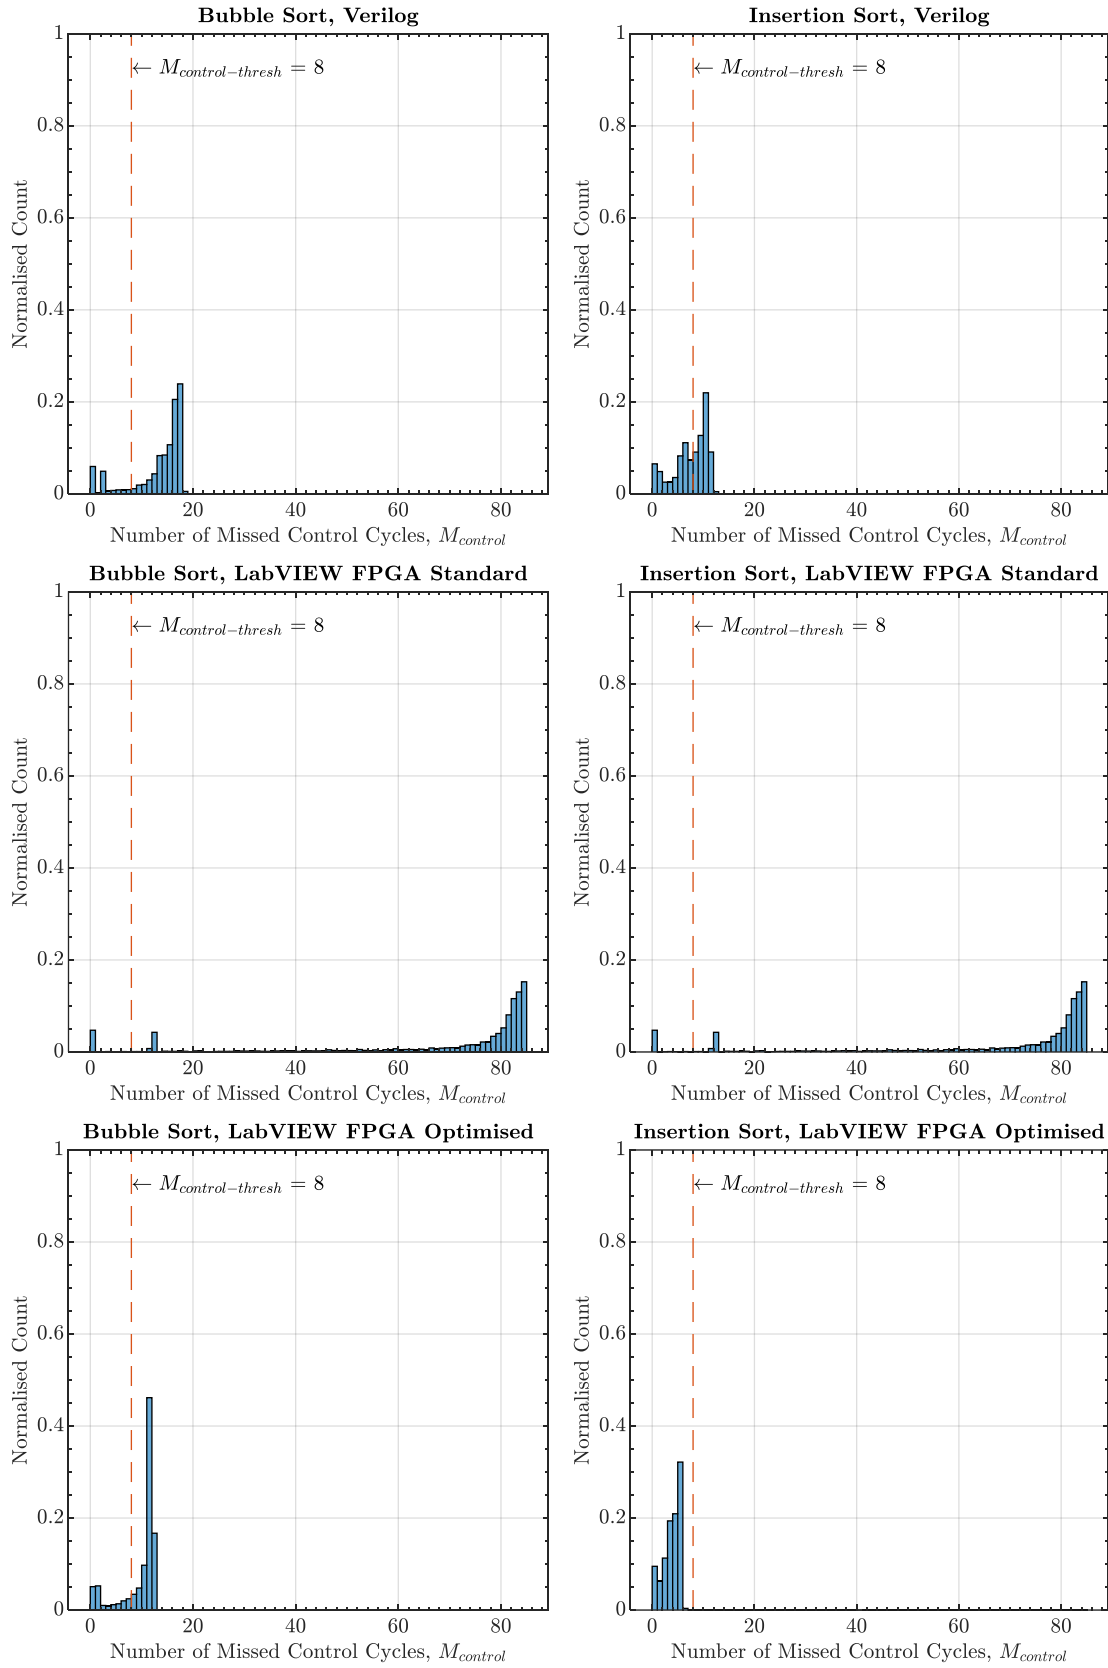 Bubble Sort, Verilog
1
0.8
0.6
0.4
0.2
0
Normalised Count
← M_control−thresh = 8
0 20 40 60 80
Number of Missed Control Cycles, M_control
Insertion Sort, Verilog
1
0.8
0.6
0.4
0.2
0
Normalised Count
← M_control−thresh = 8
0 20 40 60 80
Number of Missed Control Cycles, M_control
Bubble Sort, LabVIEW FPGA Standard
1
0.8
0.6
0.4
0.2
0
Normalised Count
← M_control−thresh = 8
0 20 40 60 80
Number of Missed Control Cycles, M_control
Insertion Sort, LabVIEW FPGA Standard
1
0.8
0.6
0.4
0.2
0
Normalised Count
← M_control−thresh = 8
0 20 40 60 80
Number of Missed Control Cycles, M_control
Bubble Sort, LabVIEW FPGA Optimised
1
0.8
0.6
0.4
0.2
0
Normalised Count
← M_control−thresh = 8
0 20 40 60 80
Number of Missed Control Cycles, M_control
Insertion Sort, LabVIEW FPGA Optimised
1
0.8
0.6
0.4
0.2
0
Normalised Count
← M_control−thresh = 8
0 20 40 60 80
Number of Missed Control Cycles, M_control